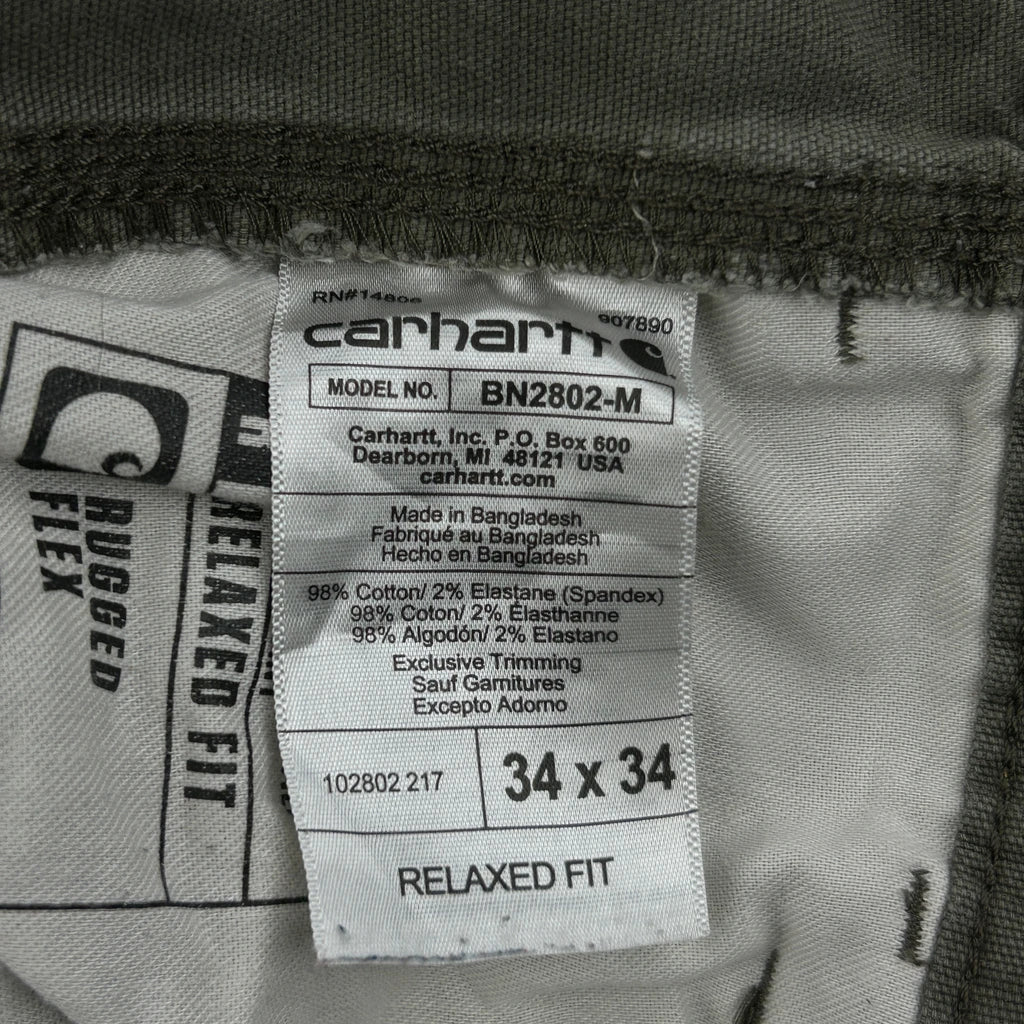 RN#14806
907890
carhartt
MODEL NO. BN2802-M
Carhartt, Inc. P.O. Box 600
Dearborn, MI 48121 USA
carhartt.com
Made in Bangladesh
Fabriqué au Bangladesh
Hecho en Bangladesh
98% Cotton/ 2% Elastane (Spandex)
98% Coton/ 2% Élasthanne
98% Algodón/ 2% Elastano
Exclusive Trimming
Sauf Garnitures
Excepto Adorno
102802 217
34 x 34
RELAXED FIT
RUGGED
FLEX
RELAXED FIT